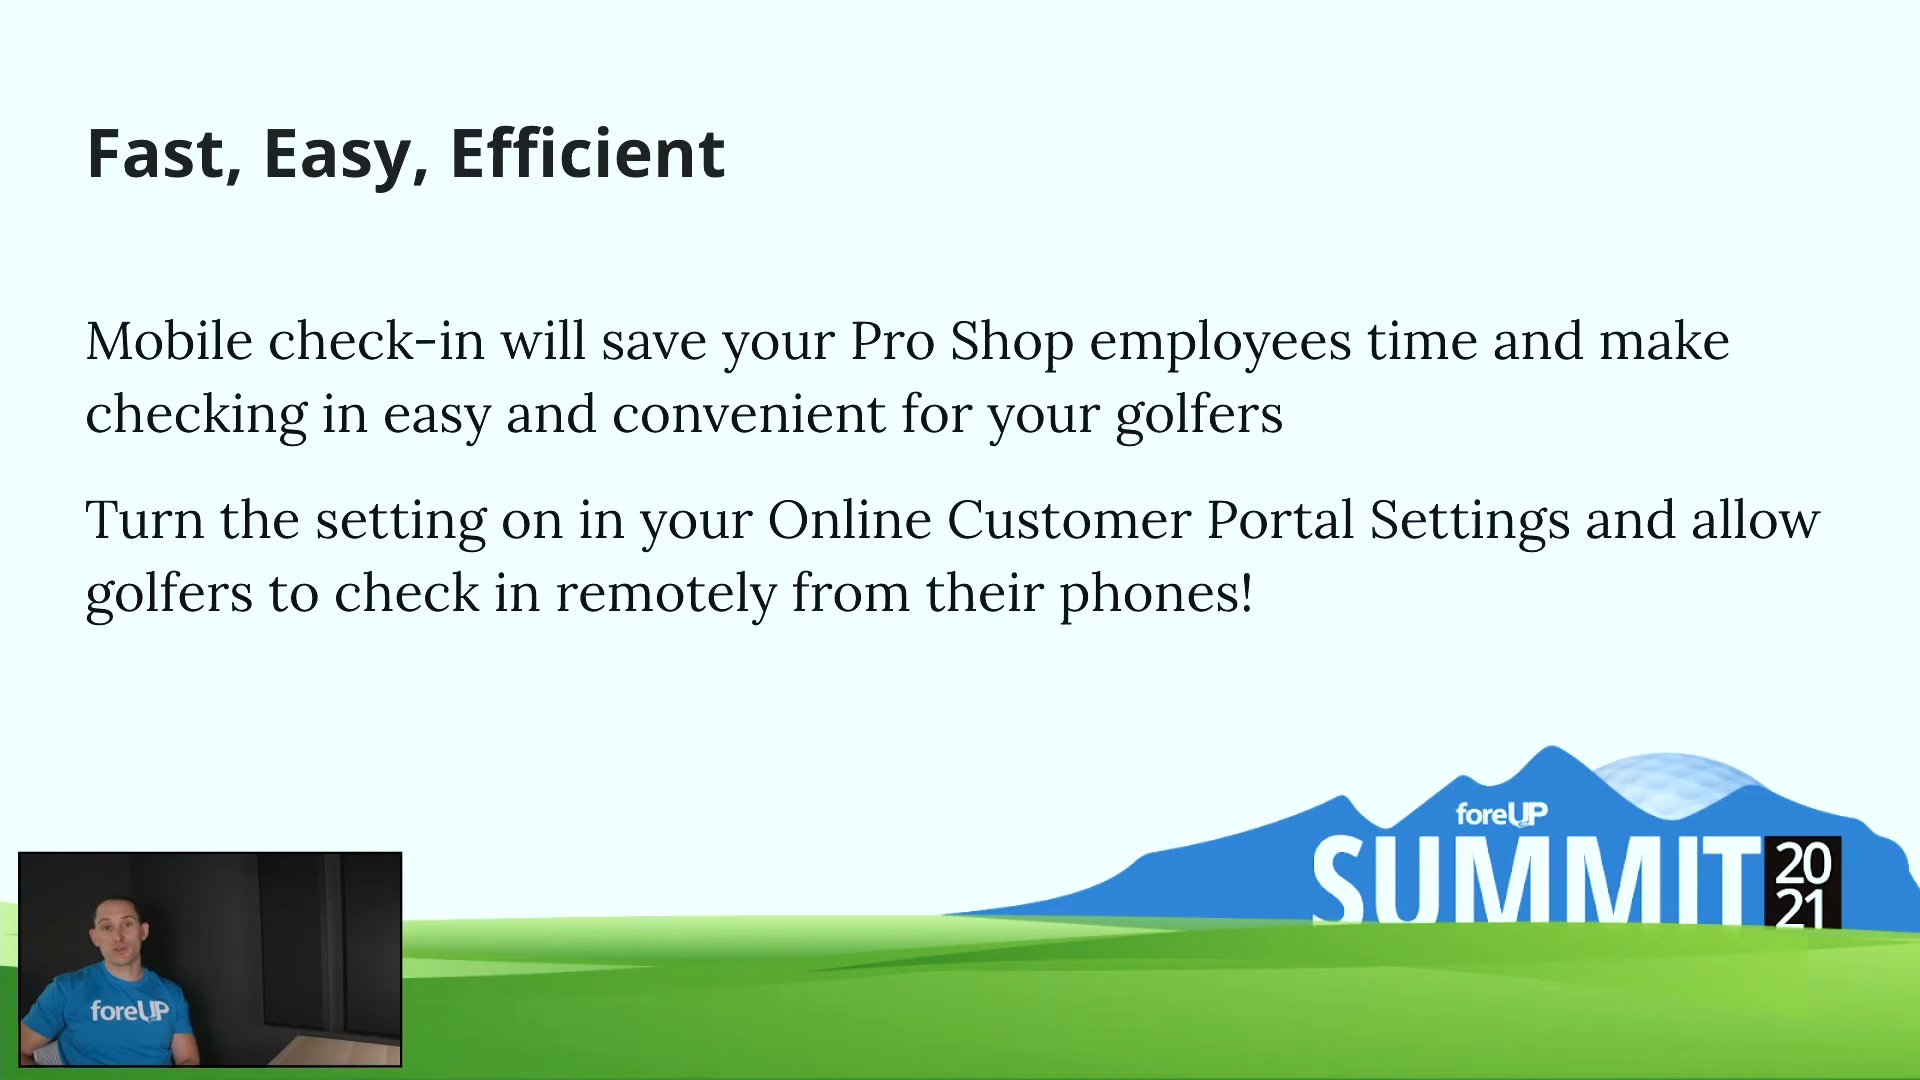 Fast, Easy, Efficient
Mobile check-in will save your Pro Shop employees time and make
checking in easy and convenient for your golfers
Turn the setting on in your Online Customer Portal Settings and allow
golfers to check in remotely from their phones!
foreUP
SUMMIT
20
21
foreUP